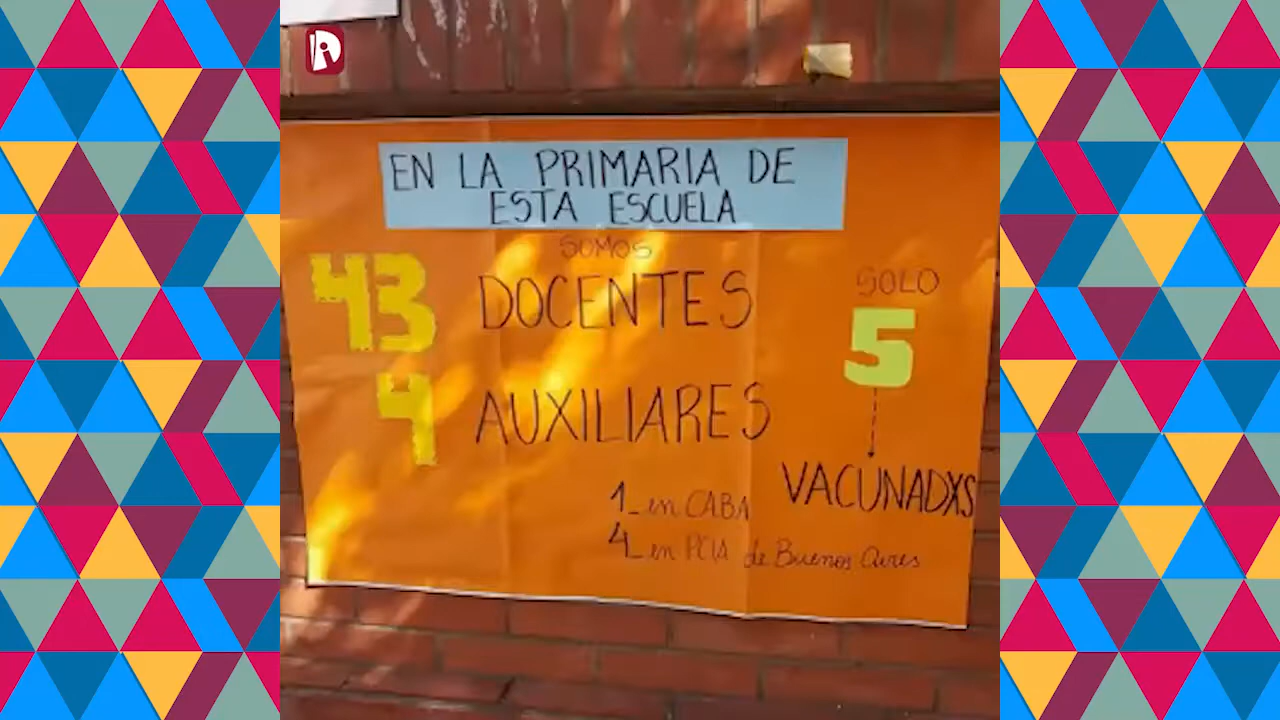 EN LA PRIMARIA DE
ESTA ESCUELA
SOMOS
43 DOCENTES
4 AUXILIARES
SOLO
5
VACUNADXS
1_ en CABA
4_ en PCIA de Buenos Aires